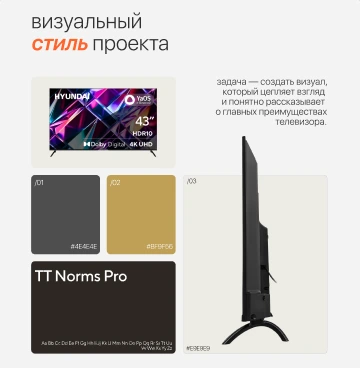 визуальный
стиль проекта
задача — создать визуал,
который цепляет взгляд
и понятно рассказывает
о главных преимуществах
телевизора.
HYUNDAI
YaOS
43”
HDR10
Dolby Digital 4K UHD
/01
/02
/03
#4E4E4E
#BF9F56
TT Norms Pro
Aa Bb Cc Dd Ee Ff Gg Hh Ii Jj Kk Ll Mm Nn Oo Pp Qq Rr Ss Tt Uu
Vv Ww Xx Yy Zz
#E9E9E9